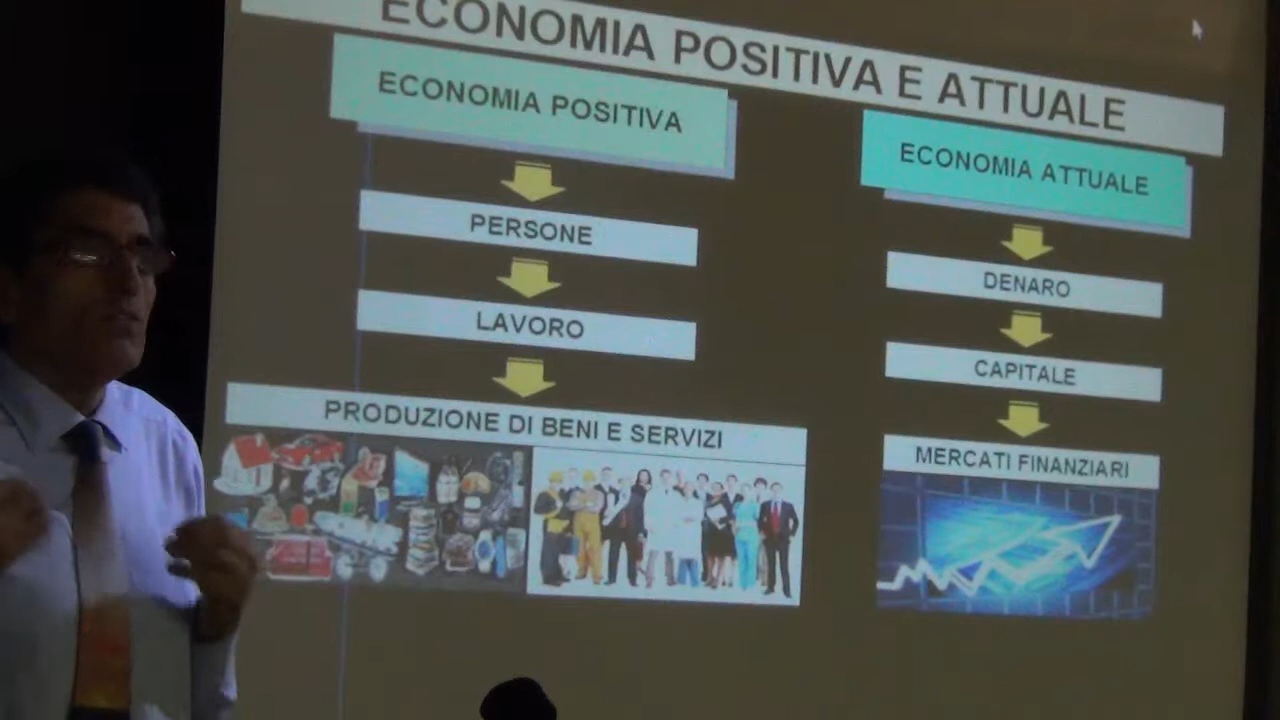 ECONOMIA POSITIVA E ATTUALE
ECONOMIA POSITIVA
PERSONE
LAVORO
PRODUZIONE DI BENI E SERVIZI
ECONOMIA ATTUALE
DENARO
CAPITALE
MERCATI FINANZIARI